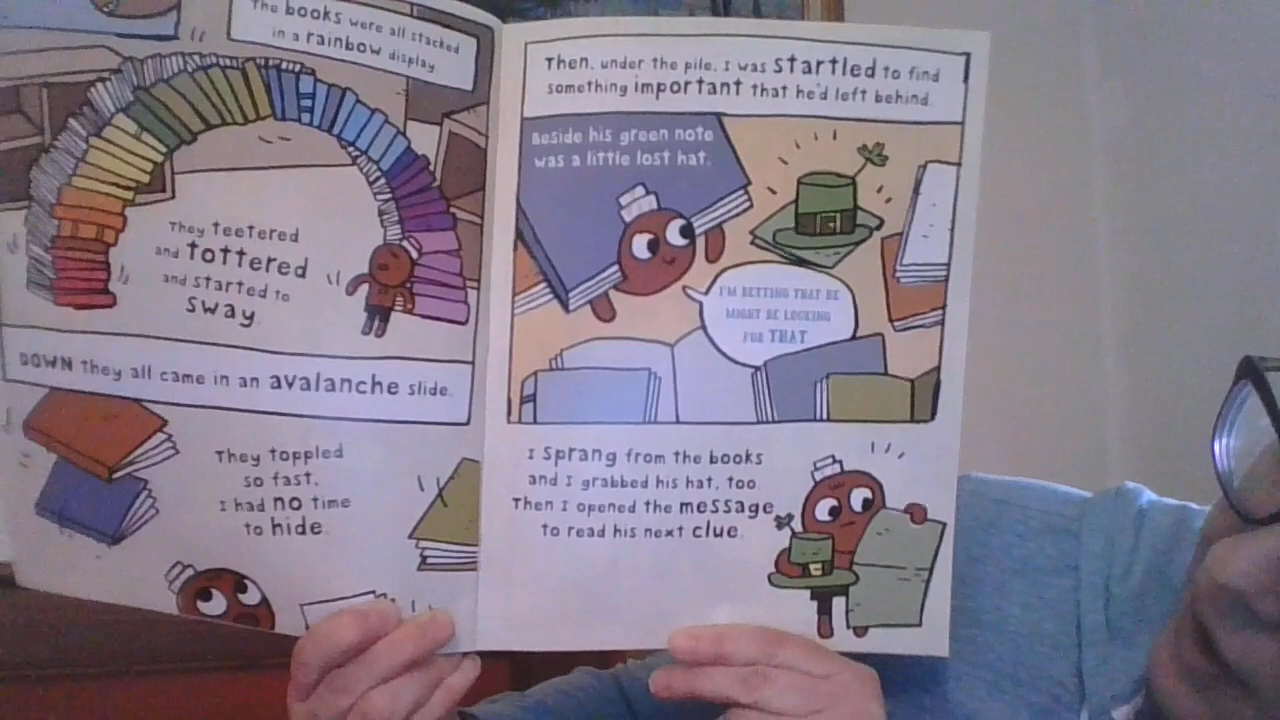 The books were all stacked
in a rainbow display.
They teetered
and tottered
and started to
sway.
DOWN they all came in an avalanche slide.
They toppled
so fast,
I had no time
to hide.
Then, under the pile, I was startled to find
something important that he'd left behind.
Beside his green note
was a little lost hat.
I'M BETTING THAT HE
MIGHT BE LOOKING
FOR THAT.
I sprang from the books
and I grabbed his hat, too.
Then I opened the message
to read his next clue.